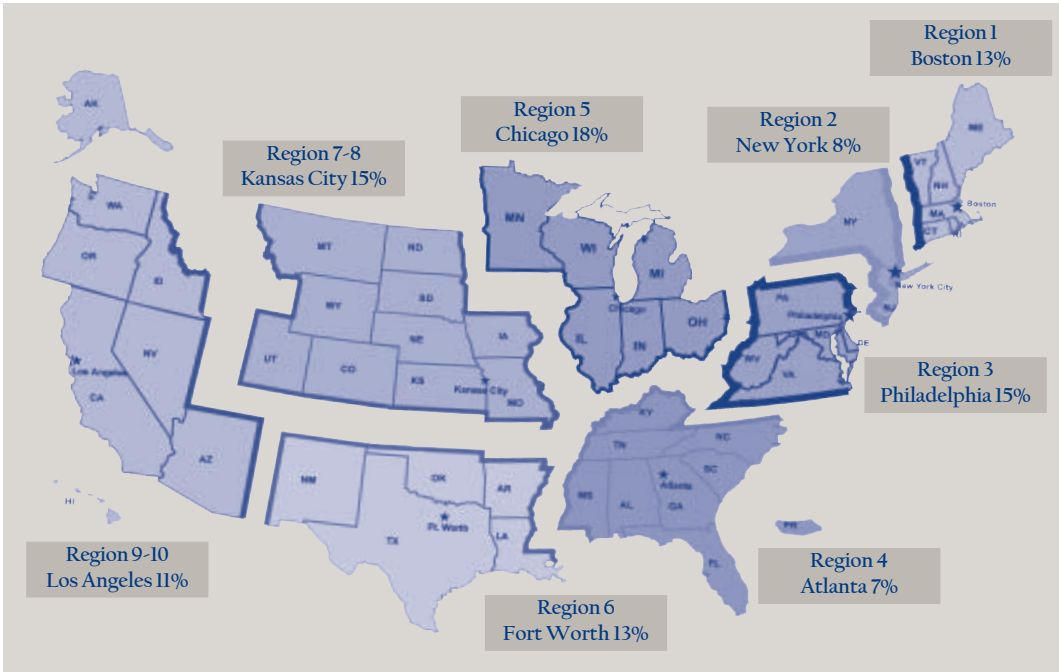 Region 1
Boston 13%
Region 5
Chicago 18%
Region 2
New York 8%
Region 7-8
Kansas City 15%
Region 3
Philadelphia 15%
Region 9-10
Los Angeles 11%
Region 4
Atlanta 7%
Region 6
Fort Worth 13%
AK
WA
OR
ID
NV
CA
Los Angeles
AZ
HI
MT
ND
WY
SD
NE
IA
UT
CO
KS
Kansas City
MO
NM
OK
AR
TX
Ft. Worth
LA
MN
WI
MI
Chicago
IL
IN
OH
KY
TN
NC
SC
MS
AL
GA
Atlanta
FL
PR
PA
Philadelphia
MD
DE
WV
VA
NY
New York City
NJ
ME
VT
NH
MA
Boston
CT
RI